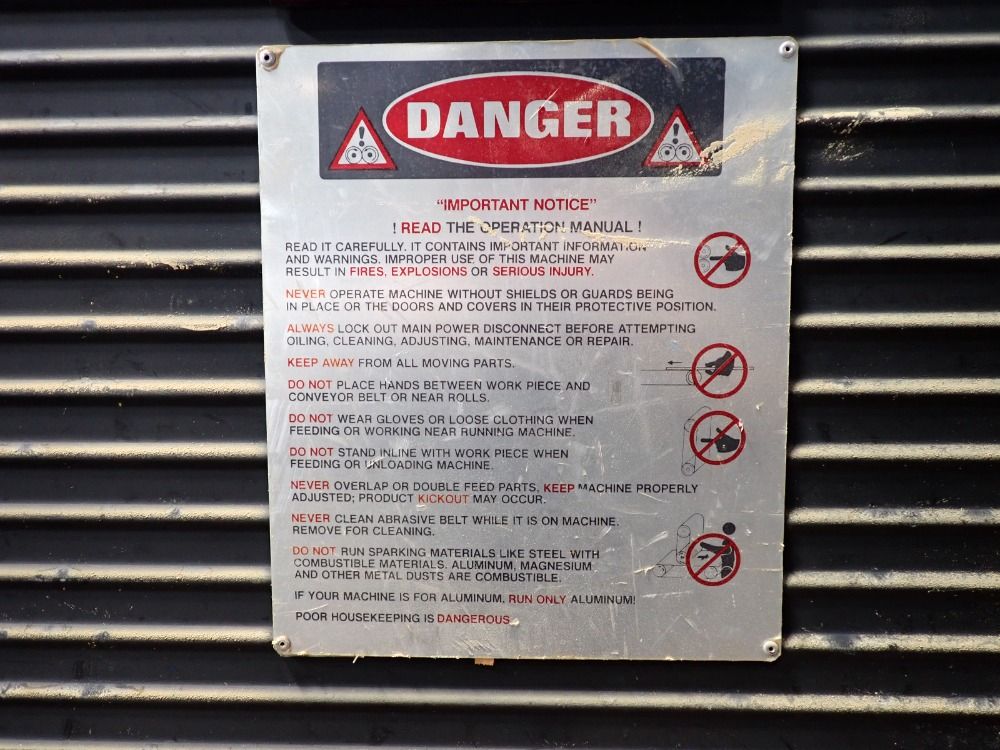 DANGER
"IMPORTANT NOTICE"
! READ THE OPERATION MANUAL !
READ IT CAREFULLY. IT CONTAINS IMPORTANT INFORMATION
AND WARNINGS. IMPROPER USE OF THIS MACHINE MAY
RESULT IN FIRES, EXPLOSIONS OR SERIOUS INJURY.
NEVER OPERATE MACHINE WITHOUT SHIELDS OR GUARDS BEING
IN PLACE OR THE DOORS AND COVERS IN THEIR PROTECTIVE POSITION.
ALWAYS LOCK OUT MAIN POWER DISCONNECT BEFORE ATTEMPTING
OILING, CLEANING, ADJUSTING, MAINTENANCE OR REPAIR.
KEEP AWAY FROM ALL MOVING PARTS.
DO NOT PLACE HANDS BETWEEN WORK PIECE AND
CONVEYOR BELT OR NEAR ROLLS.
DO NOT WEAR GLOVES OR LOOSE CLOTHING WHEN
FEEDING OR WORKING NEAR RUNNING MACHINE.
DO NOT STAND INLINE WITH WORK PIECE WHEN
FEEDING OR UNLOADING MACHINE.
NEVER OVERLAP OR DOUBLE FEED PARTS. KEEP MACHINE PROPERLY
ADJUSTED; PRODUCT KICKOUT MAY OCCUR.
NEVER CLEAN ABRASIVE BELT WHILE IT IS ON MACHINE.
REMOVE FOR CLEANING.
DO NOT RUN SPARKING MATERIALS LIKE STEEL WITH
COMBUSTIBLE MATERIALS. ALUMINUM, MAGNESIUM
AND OTHER METAL DUSTS ARE COMBUSTIBLE.
IF YOUR MACHINE IS FOR ALUMINUM. RUN ONLY ALUMINUM!
POOR HOUSEKEEPING IS DANGEROUS.